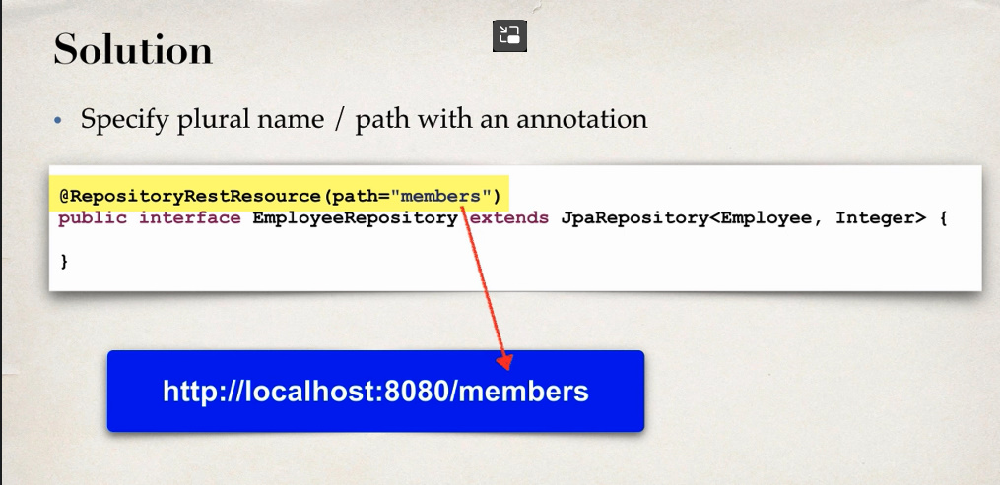 Solution
• Specify plural name / path with an annotation
@RepositoryRestResource(path="members")
public interface EmployeeRepository extends JpaRepository<Employee, Integer> {
}
http://localhost:8080/members